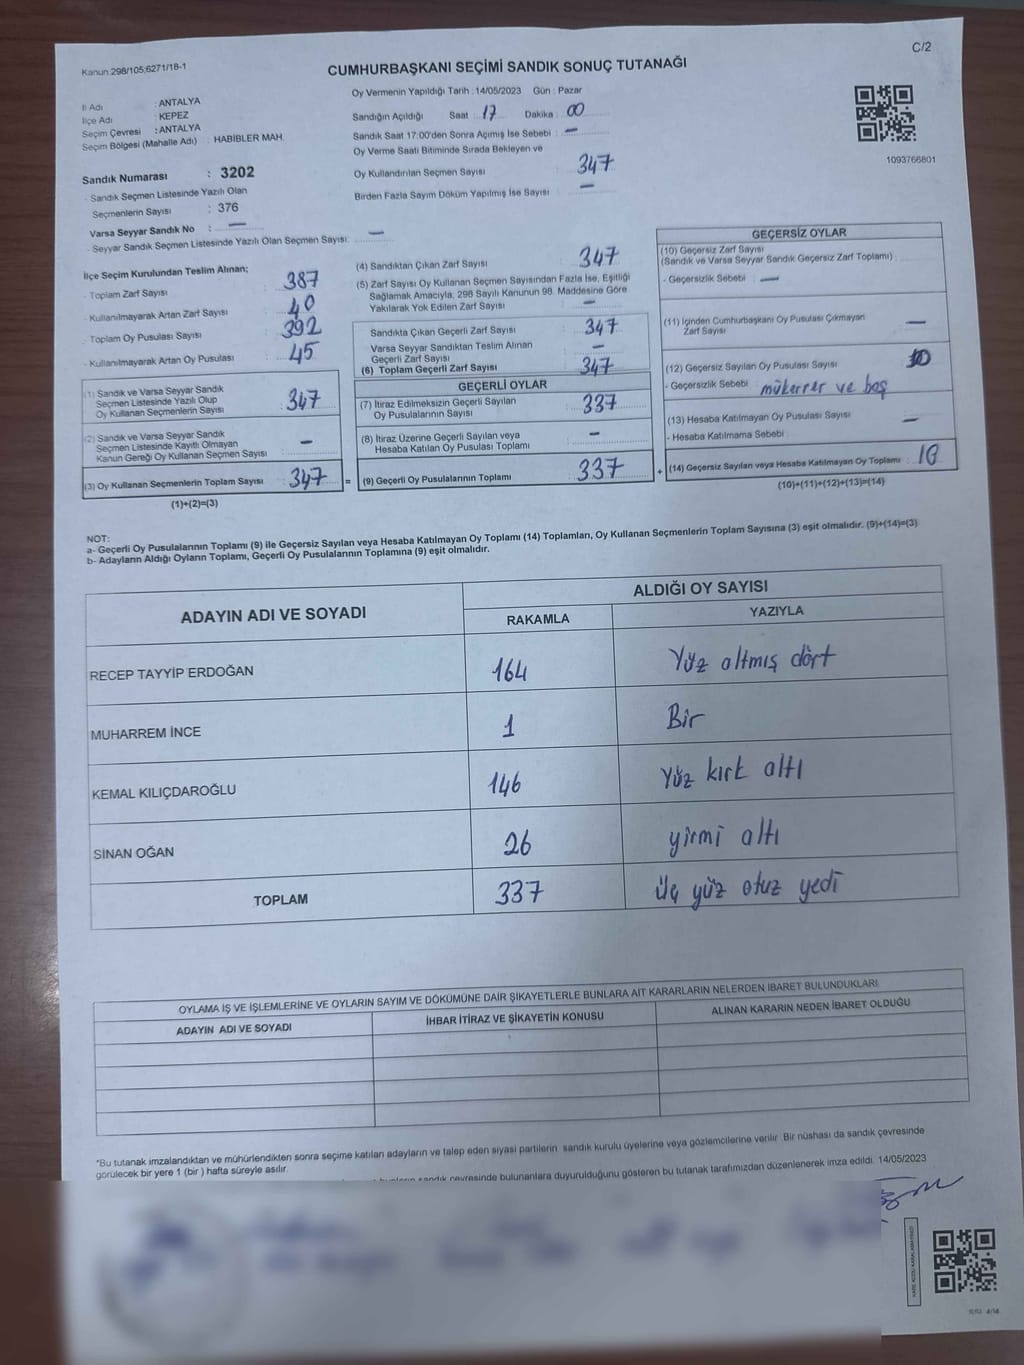 C/2
Kanun 298/105;6271/18-1
CUMHURBAŞKANI SEÇİMİ SANDIK SONUÇ TUTANAĞI
İl Adı : ANTALYA
İlçe Adı : KEPEZ
Seçim Çevresi : ANTALYA
Seçim Bölgesi (Mahalle Adı) : HABİBLER MAH.
Sandık Numarası : 3202
- Sandık Seçmen Listesinde Yazılı Olan
Seçmenlerin Sayısı : 376
Varsa Seyyar Sandık No : —
- Seyyar Sandık Seçmen Listesinde Yazılı Olan Seçmen Sayısı: —
Oy Vermenin Yapıldığı Tarih : 14/05/2023 Gün : Pazar
Sandığın Açıldığı Saat : 17 Dakika : 00
Sandık Saat 17:00'den Sonra Açımış İse Sebebi : —
Oy Verme Saati Bitiminde Sırada Bekleyen ve
Oy Kullandırılan Seçmen Sayısı : 347
Birden Fazla Sayım Döküm Yapılmış İse Sayısı : —
1093766801
İlçe Seçim Kurulundan Teslim Alınan;
- Toplam Zarf Sayısı : 387
- Kullanılmayarak Artan Zarf Sayısı : 40
- Toplam Oy Pusulası Sayısı : 392
- Kullanılmayarak Artan Oy Pusulası : 45
(1) Sandık ve Varsa Seyyar Sandık
Seçmen Listesinde Yazılı Olup
Oy Kullanan Seçmenlerin Sayısı : 347
(2) Sandık ve Varsa Seyyar Sandık
Seçmen Listesinde Kayıtlı Olmayan
Kanun Gereği Oy Kullanan Seçmen Sayısı : —
(3) Oy Kullanan Seçmenlerin Toplam Sayısı : 347 =
(1)+(2)=(3)
(4) Sandıktan Çıkan Zarf Sayısı : 347
(5) Zarf Sayısı Oy Kullanan Seçmen Sayısından Fazla İse, Eşitliği
Sağlamak Amacıyla, 298 Sayılı Kanunun 98. Maddesine Göre
Yakılarak Yok Edilen Zarf Sayısı : —
Sandıkta Çıkan Geçerli Zarf Sayısı : 347
Varsa Seyyar Sandıktan Teslim Alınan
Geçerli Zarf Sayısı : —
(6) Toplam Geçerli Zarf Sayısı : 347
GEÇERLİ OYLAR
(7) İtiraz Edilmeksizin Geçerli Sayılan
Oy Pusulalarının Sayısı : 337
(8) İtiraz Üzerine Geçerli Sayılan veya
Hesaba Katılan Oy Pusulası Toplamı : —
(9) Geçerli Oy Pusulalarının Toplamı : 337 +
GEÇERSİZ OYLAR
(10) Geçersiz Zarf Sayısı
(Sandık ve Varsa Seyyar Sandık Geçersiz Zarf Toplamı) :
- Geçersizlik Sebebi : —
(11) İçinden Cumhurbaşkanı Oy Pusulası Çıkmayan
Zarf Sayısı : —
(12) Geçersiz Sayılan Oy Pusulası Sayısı : 10
- Geçersizlik Sebebi : mükerrer ve boş
(13) Hesaba Katılmayan Oy Pusulası Sayısı : —
- Hesaba Katılmama Sebebi :
(14) Geçersiz Sayılan veya Hesaba Katılmayan Oy Toplamı : 10
(10)+(11)+(12)+(13)=(14)
NOT:
a- Geçerli Oy Pusulalarının Toplamı (9) ile Geçersiz Sayılan veya Hesaba Katılmayan Oy Toplamı (14) Toplamları, Oy Kullanan Seçmenlerin Toplam Sayısına (3) eşit olmalıdır. (9)+(14)=(3)
b- Adayların Aldığı Oyların Toplamı, Geçerli Oy Pusulalarının Toplamına (9) eşit olmalıdır.
ADAYIN ADI VE SOYADI ALDIĞI OY SAYISI
RAKAMLA YAZIYLA
RECEP TAYYİP ERDOĞAN 164 Yüz altmış dört
MUHARREM İNCE 1 Bir
KEMAL KILIÇDAROĞLU 146 Yüz kırk altı
SİNAN OĞAN 26 yirmi altı
TOPLAM 337 üç yüz otuz yedi
OYLAMA İŞ VE İŞLEMLERİNE VE OYLARIN SAYIM VE DÖKÜMÜNE DAİR ŞİKAYETLERLE BUNLARA AİT KARARLARIN NELERDEN İBARET BULUNDUKLARI
ADAYIN ADI VE SOYADI İHBAR İTİRAZ VE ŞİKAYETİN KONUSU ALINAN KARARIN NEDEN İBARET OLDUĞU
*Bu tutanak imzalandıktan ve mühürlendikten sonra seçime katılan adayların ve talep eden siyasi partilerin sandık kurulu üyelerine veya gözlemcilerine verilir. Bir nüshası da sandık çevresinde
görülecek bir yere 1 (bir) hafta süreyle asılır.
sandık çevresinde bulunanlara duyurulduğunu gösteren bu tutanak tarafımızdan düzenlenerek imza edildi. 14/05/2023